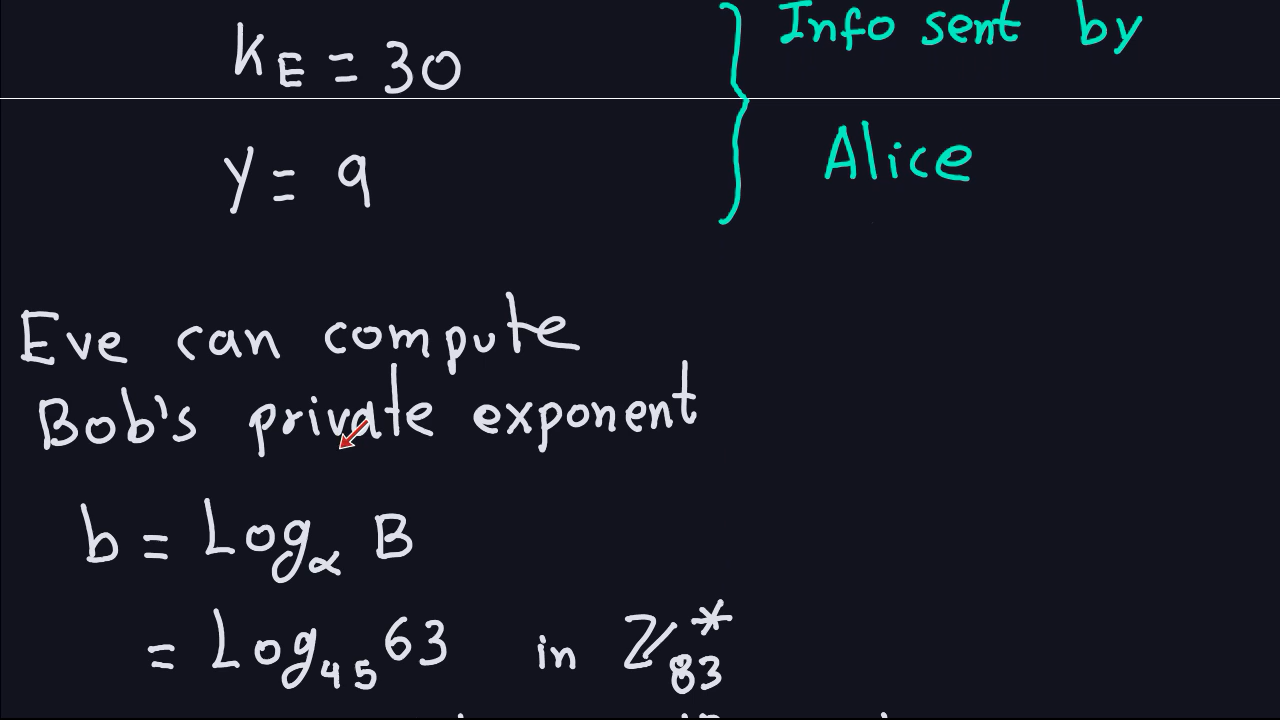 K_E = 30
Info sent by
y = 9
Alice
Eve can compute
Bob's private exponent
b = Log_α B
= Log_45 63 in ℤ*_83